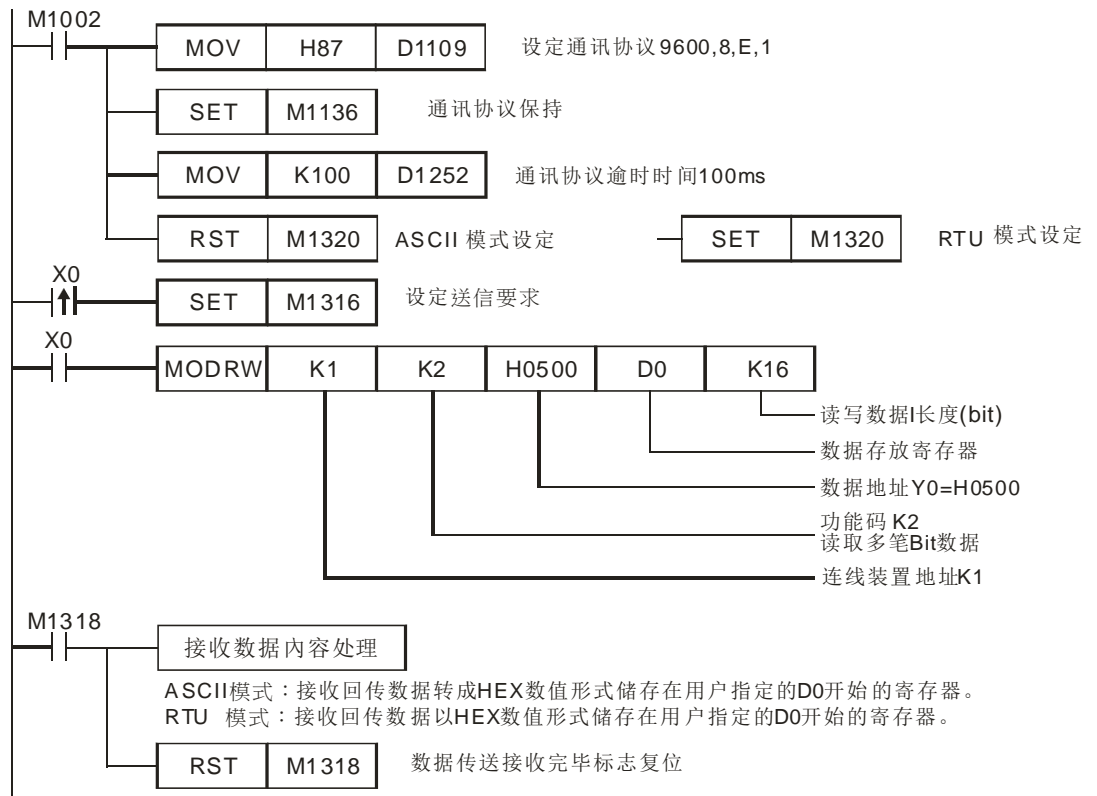 M1002
MOV H87 D1109 设定通讯协议9600,8,E,1
SET M1136 通讯协议保持
MOV K100 D1252 通讯协议逾时时间100ms
RST M1320 ASCII 模式设定 SET M1320 RTU 模式设定
X0
SET M1316 设定送信要求
X0
MODRW K1 K2 H0500 D0 K16
读写数据I长度(bit)
数据存放寄存器
数据地址Y0=H0500
功能码 K2
读取多笔Bit数据
连线装置地址K1
M1318
接收数据內容处理
ASCII模式：接收回传数据转成HEX数值形式储存在用户指定的D0开始的寄存器。
RTU 模式：接收回传数据以HEX数值形式储存在用户指定的D0开始的寄存器。
RST M1318 数据传送接收完毕标志复位